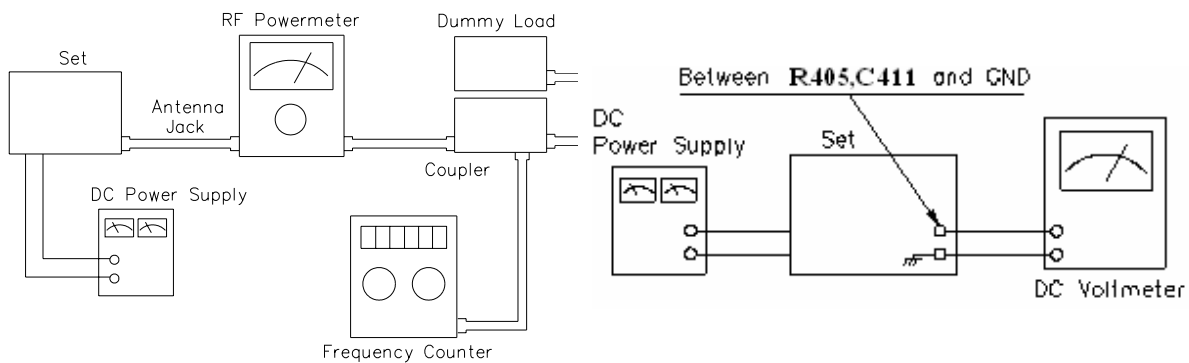 RF Powermeter
Dummy Load
Set
Antenna
Jack
Coupler
DC Power Supply
Frequency Counter
Between R405,C411 and GND
DC
Power Supply
Set
DC Voltmeter